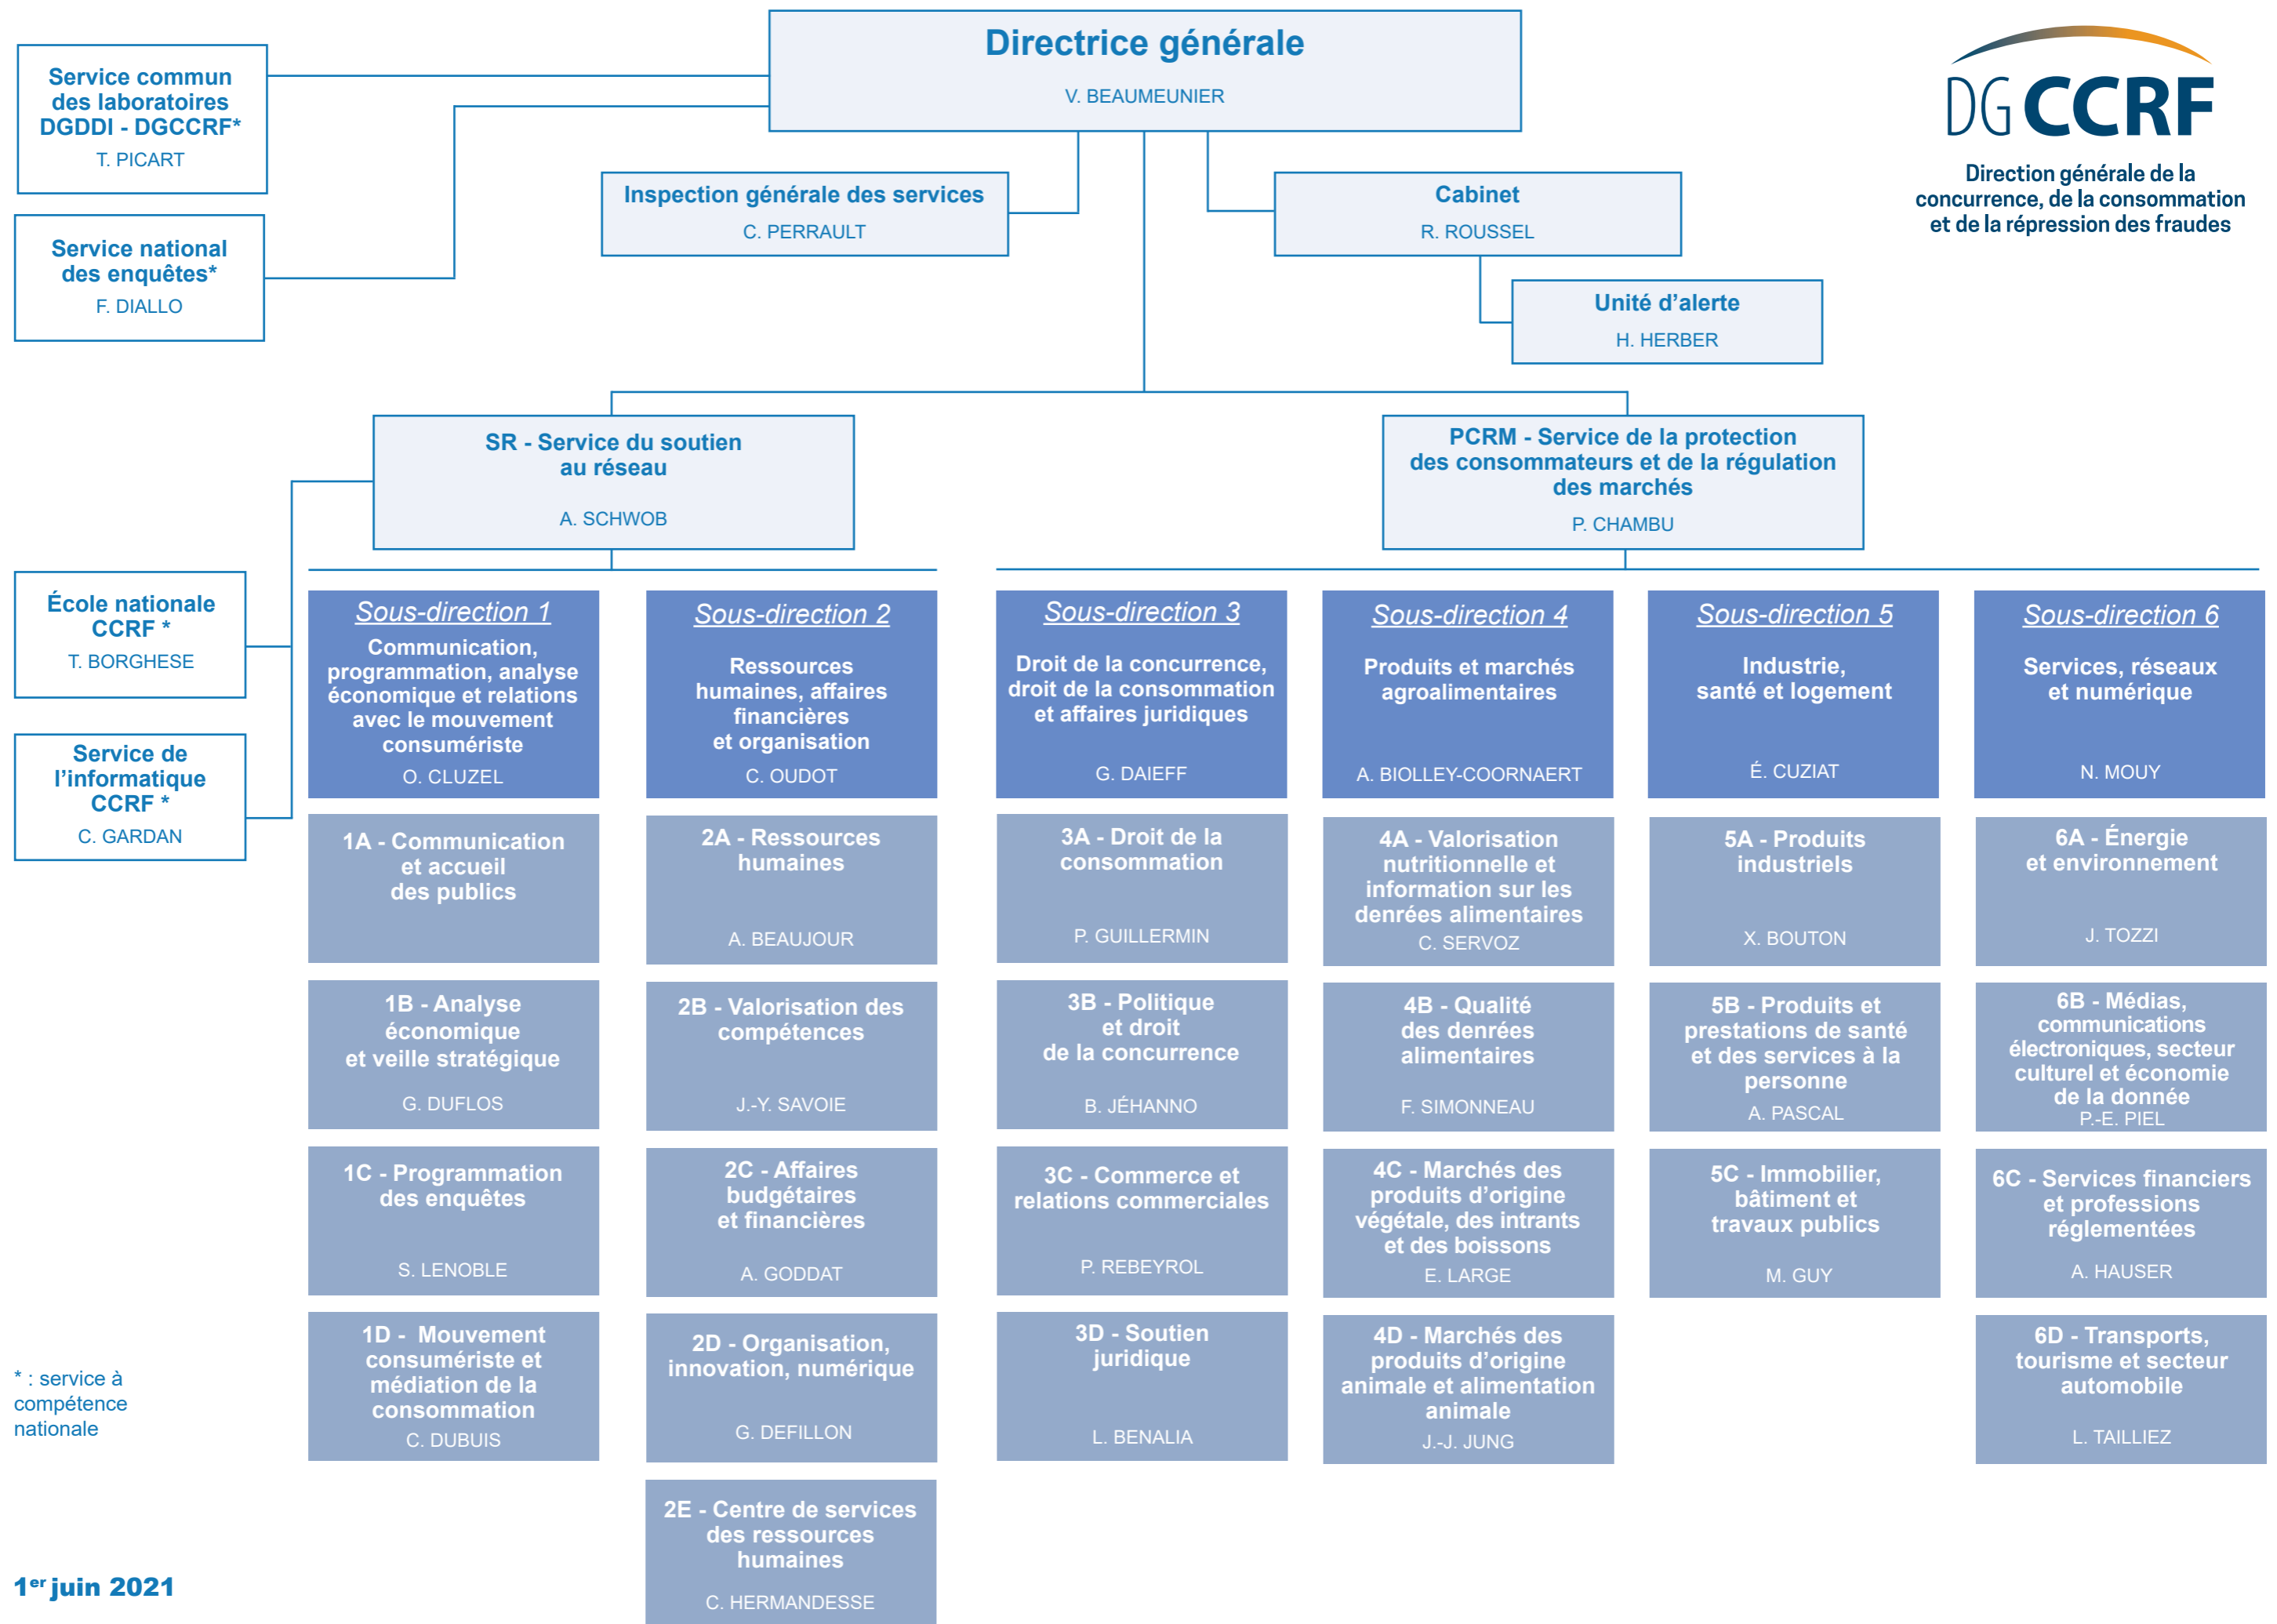 Directrice générale
V. BEAUMEUNIER
DGCCRF
Direction générale de la
concurrence, de la consommation
et de la répression des fraudes
Service commun
des laboratoires
DGDDI - DGCCRF*
T. PICART
Service national
des enquêtes*
F. DIALLO
Inspection générale des services
C. PERRAULT
Cabinet
R. ROUSSEL
Unité d’alerte
H. HERBER
SR - Service du soutien
au réseau
A. SCHWOB
PCRM - Service de la protection
des consommateurs et de la régulation
des marchés
P. CHAMBU
École nationale
CCRF *
T. BORGHESE
Service de
l’informatique
CCRF *
C. GARDAN
Sous-direction 1
Communication,
programmation, analyse
économique et relations
avec le mouvement
consumériste
O. CLUZEL
1A - Communication
et accueil
des publics
1B - Analyse
économique
et veille stratégique
G. DUFLOS
1C - Programmation
des enquêtes
S. LENOBLE
1D - Mouvement
consumériste et
médiation de la
consommation
C. DUBUIS
Sous-direction 2
Ressources
humaines, affaires
financières
et organisation
C. OUDOT
2A - Ressources
humaines
A. BEAUJOUR
2B - Valorisation des
compétences
J.-Y. SAVOIE
2C - Affaires
budgétaires
et financières
A. GODDAT
2D - Organisation,
innovation, numérique
G. DEFILLON
2E - Centre de services
des ressources
humaines
C. HERMANDESSE
Sous-direction 3
Droit de la concurrence,
droit de la consommation
et affaires juridiques
G. DAIEFF
3A - Droit de la
consommation
P. GUILLERMIN
3B - Politique
et droit
de la concurrence
B. JÉHANNO
3C - Commerce et
relations commerciales
P. REBEYROL
3D - Soutien
juridique
L. BENALIA
Sous-direction 4
Produits et marchés
agroalimentaires
A. BIOLLEY-COORNAERT
4A - Valorisation
nutritionnelle et
information sur les
denrées alimentaires
C. SERVOZ
4B - Qualité
des denrées
alimentaires
F. SIMONNEAU
4C - Marchés des
produits d’origine
végétale, des intrants
et des boissons
E. LARGE
4D - Marchés des
produits d’origine
animale et alimentation
animale
J.-J. JUNG
Sous-direction 5
Industrie,
santé et logement
É. CUZIAT
5A - Produits
industriels
X. BOUTON
5B - Produits et
prestations de santé
et des services à la
personne
A. PASCAL
5C - Immobilier,
bâtiment et
travaux publics
M. GUY
Sous-direction 6
Services, réseaux
et numérique
N. MOUY
6A - Énergie
et environnement
J. TOZZI
6B - Médias,
communications
électroniques, secteur
culturel et économie
de la donnée
P.-E. PIEL
6C - Services financiers
et professions
réglementées
A. HAUSER
6D - Transports,
tourisme et secteur
automobile
L. TAILLIEZ
* : service à
compétence
nationale
1er juin 2021